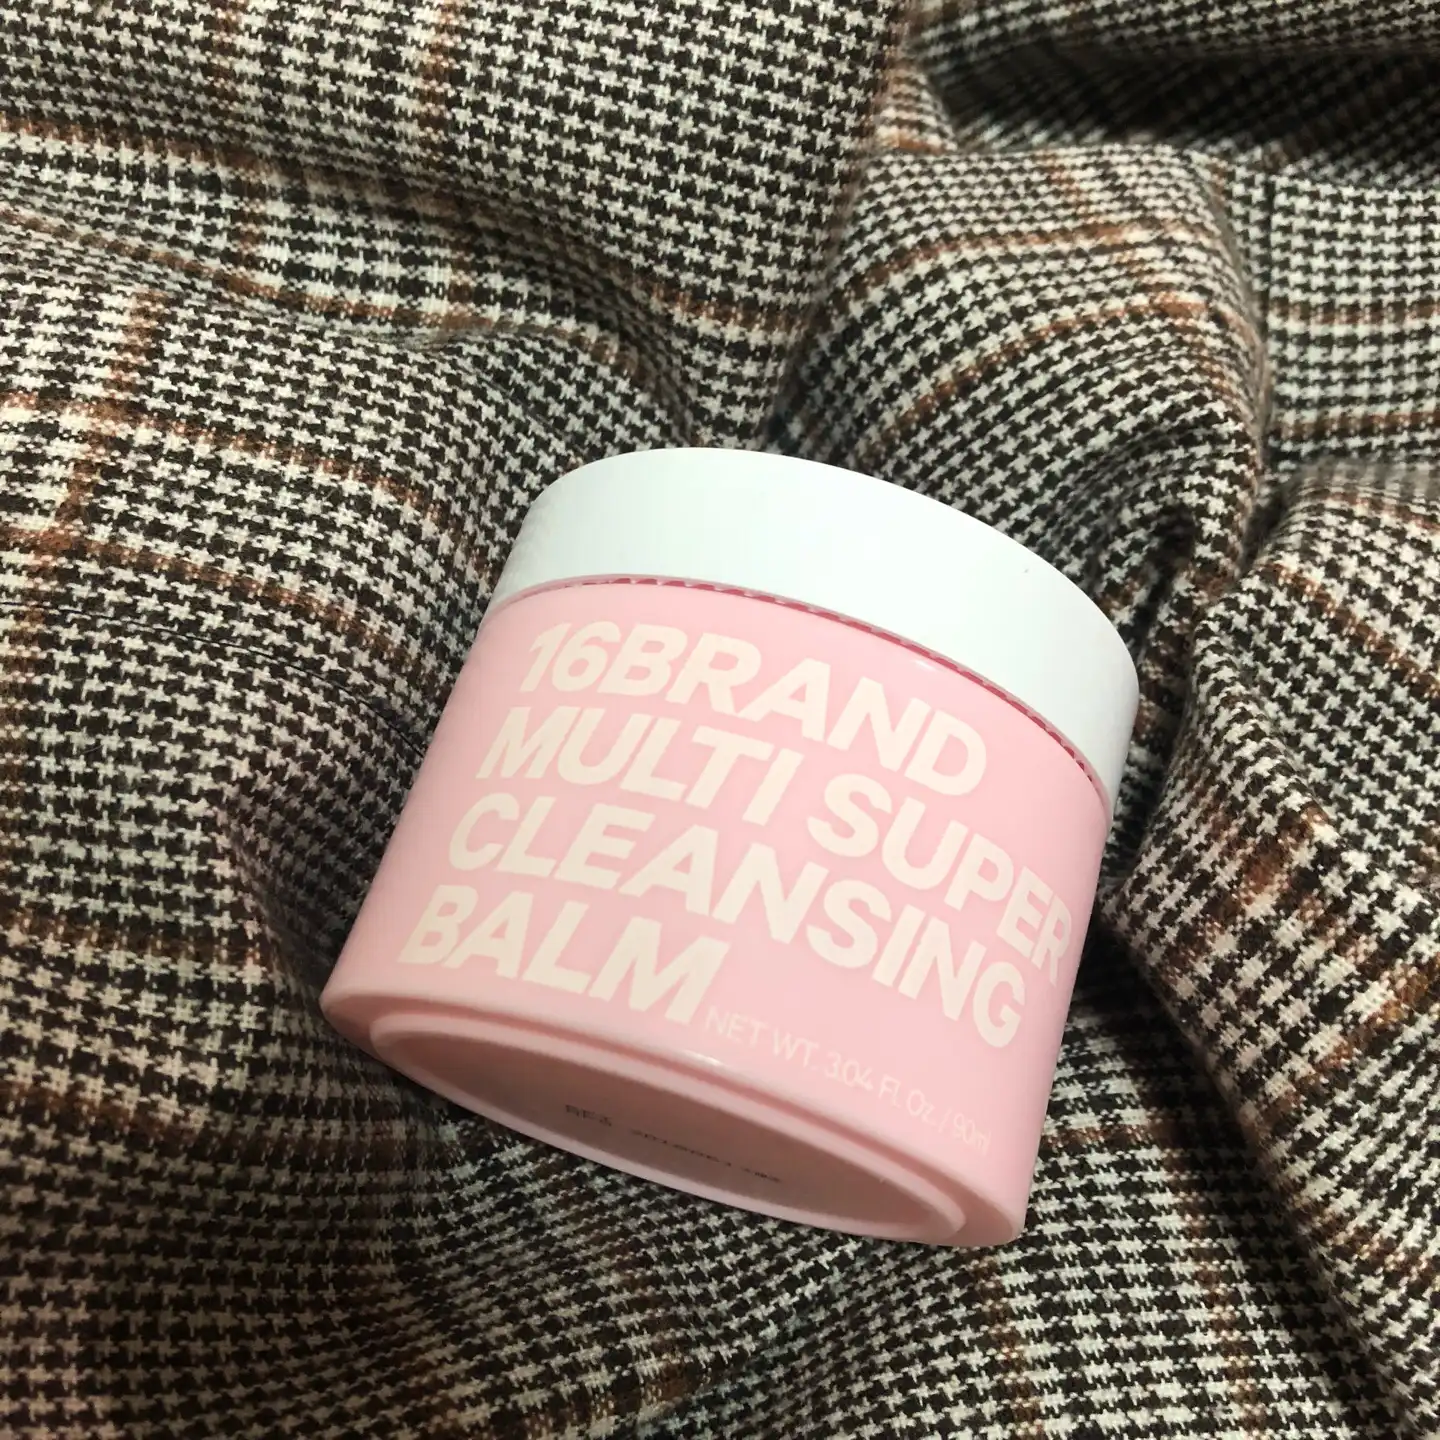 16BRAND
MULTI SUPER
CLEANSING
BALM
NET WT. 3.04 FL. Oz. / 90ml